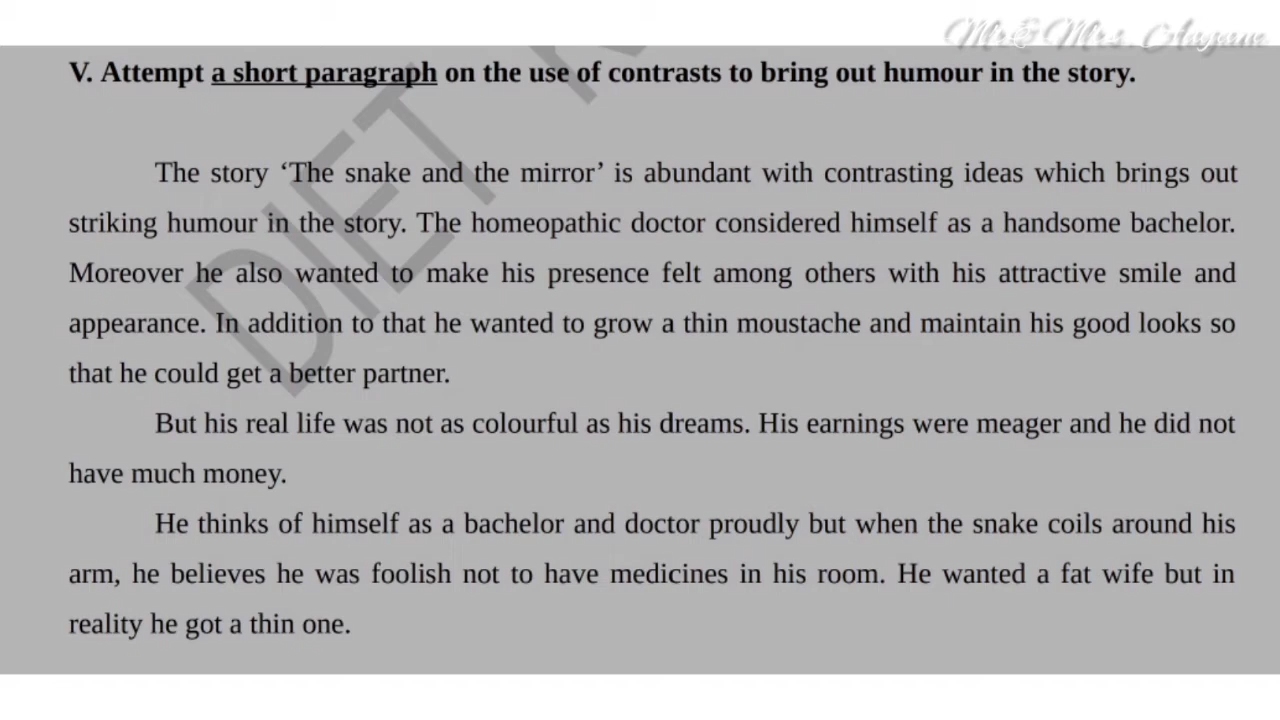 Mr & Mrs. Aayam
V. Attempt a short paragraph on the use of contrasts to bring out humour in the story.
DIET
The story ‘The snake and the mirror’ is abundant with contrasting ideas which brings out
striking humour in the story. The homeopathic doctor considered himself as a handsome bachelor.
Moreover he also wanted to make his presence felt among others with his attractive smile and
appearance. In addition to that he wanted to grow a thin moustache and maintain his good looks so
that he could get a better partner.
But his real life was not as colourful as his dreams. His earnings were meager and he did not
have much money.
He thinks of himself as a bachelor and doctor proudly but when the snake coils around his
arm, he believes he was foolish not to have medicines in his room. He wanted a fat wife but in
reality he got a thin one.